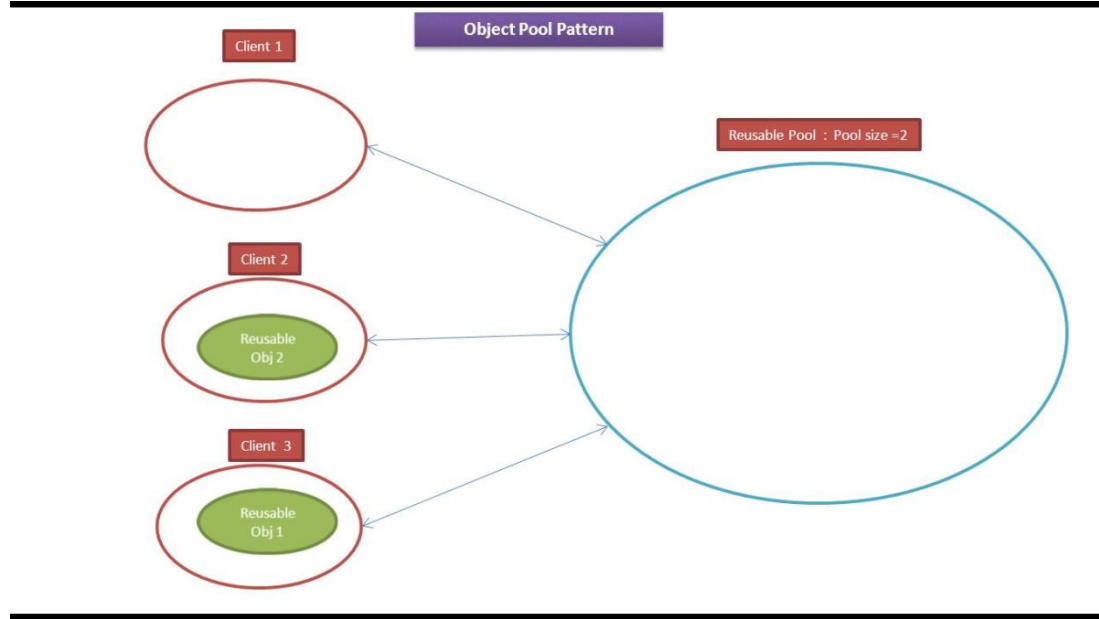 Object Pool Pattern
Client 1
Reusable Pool : Pool size =2
Client 2
Reusable
Obj 2
Client 3
Reusable
Obj 1